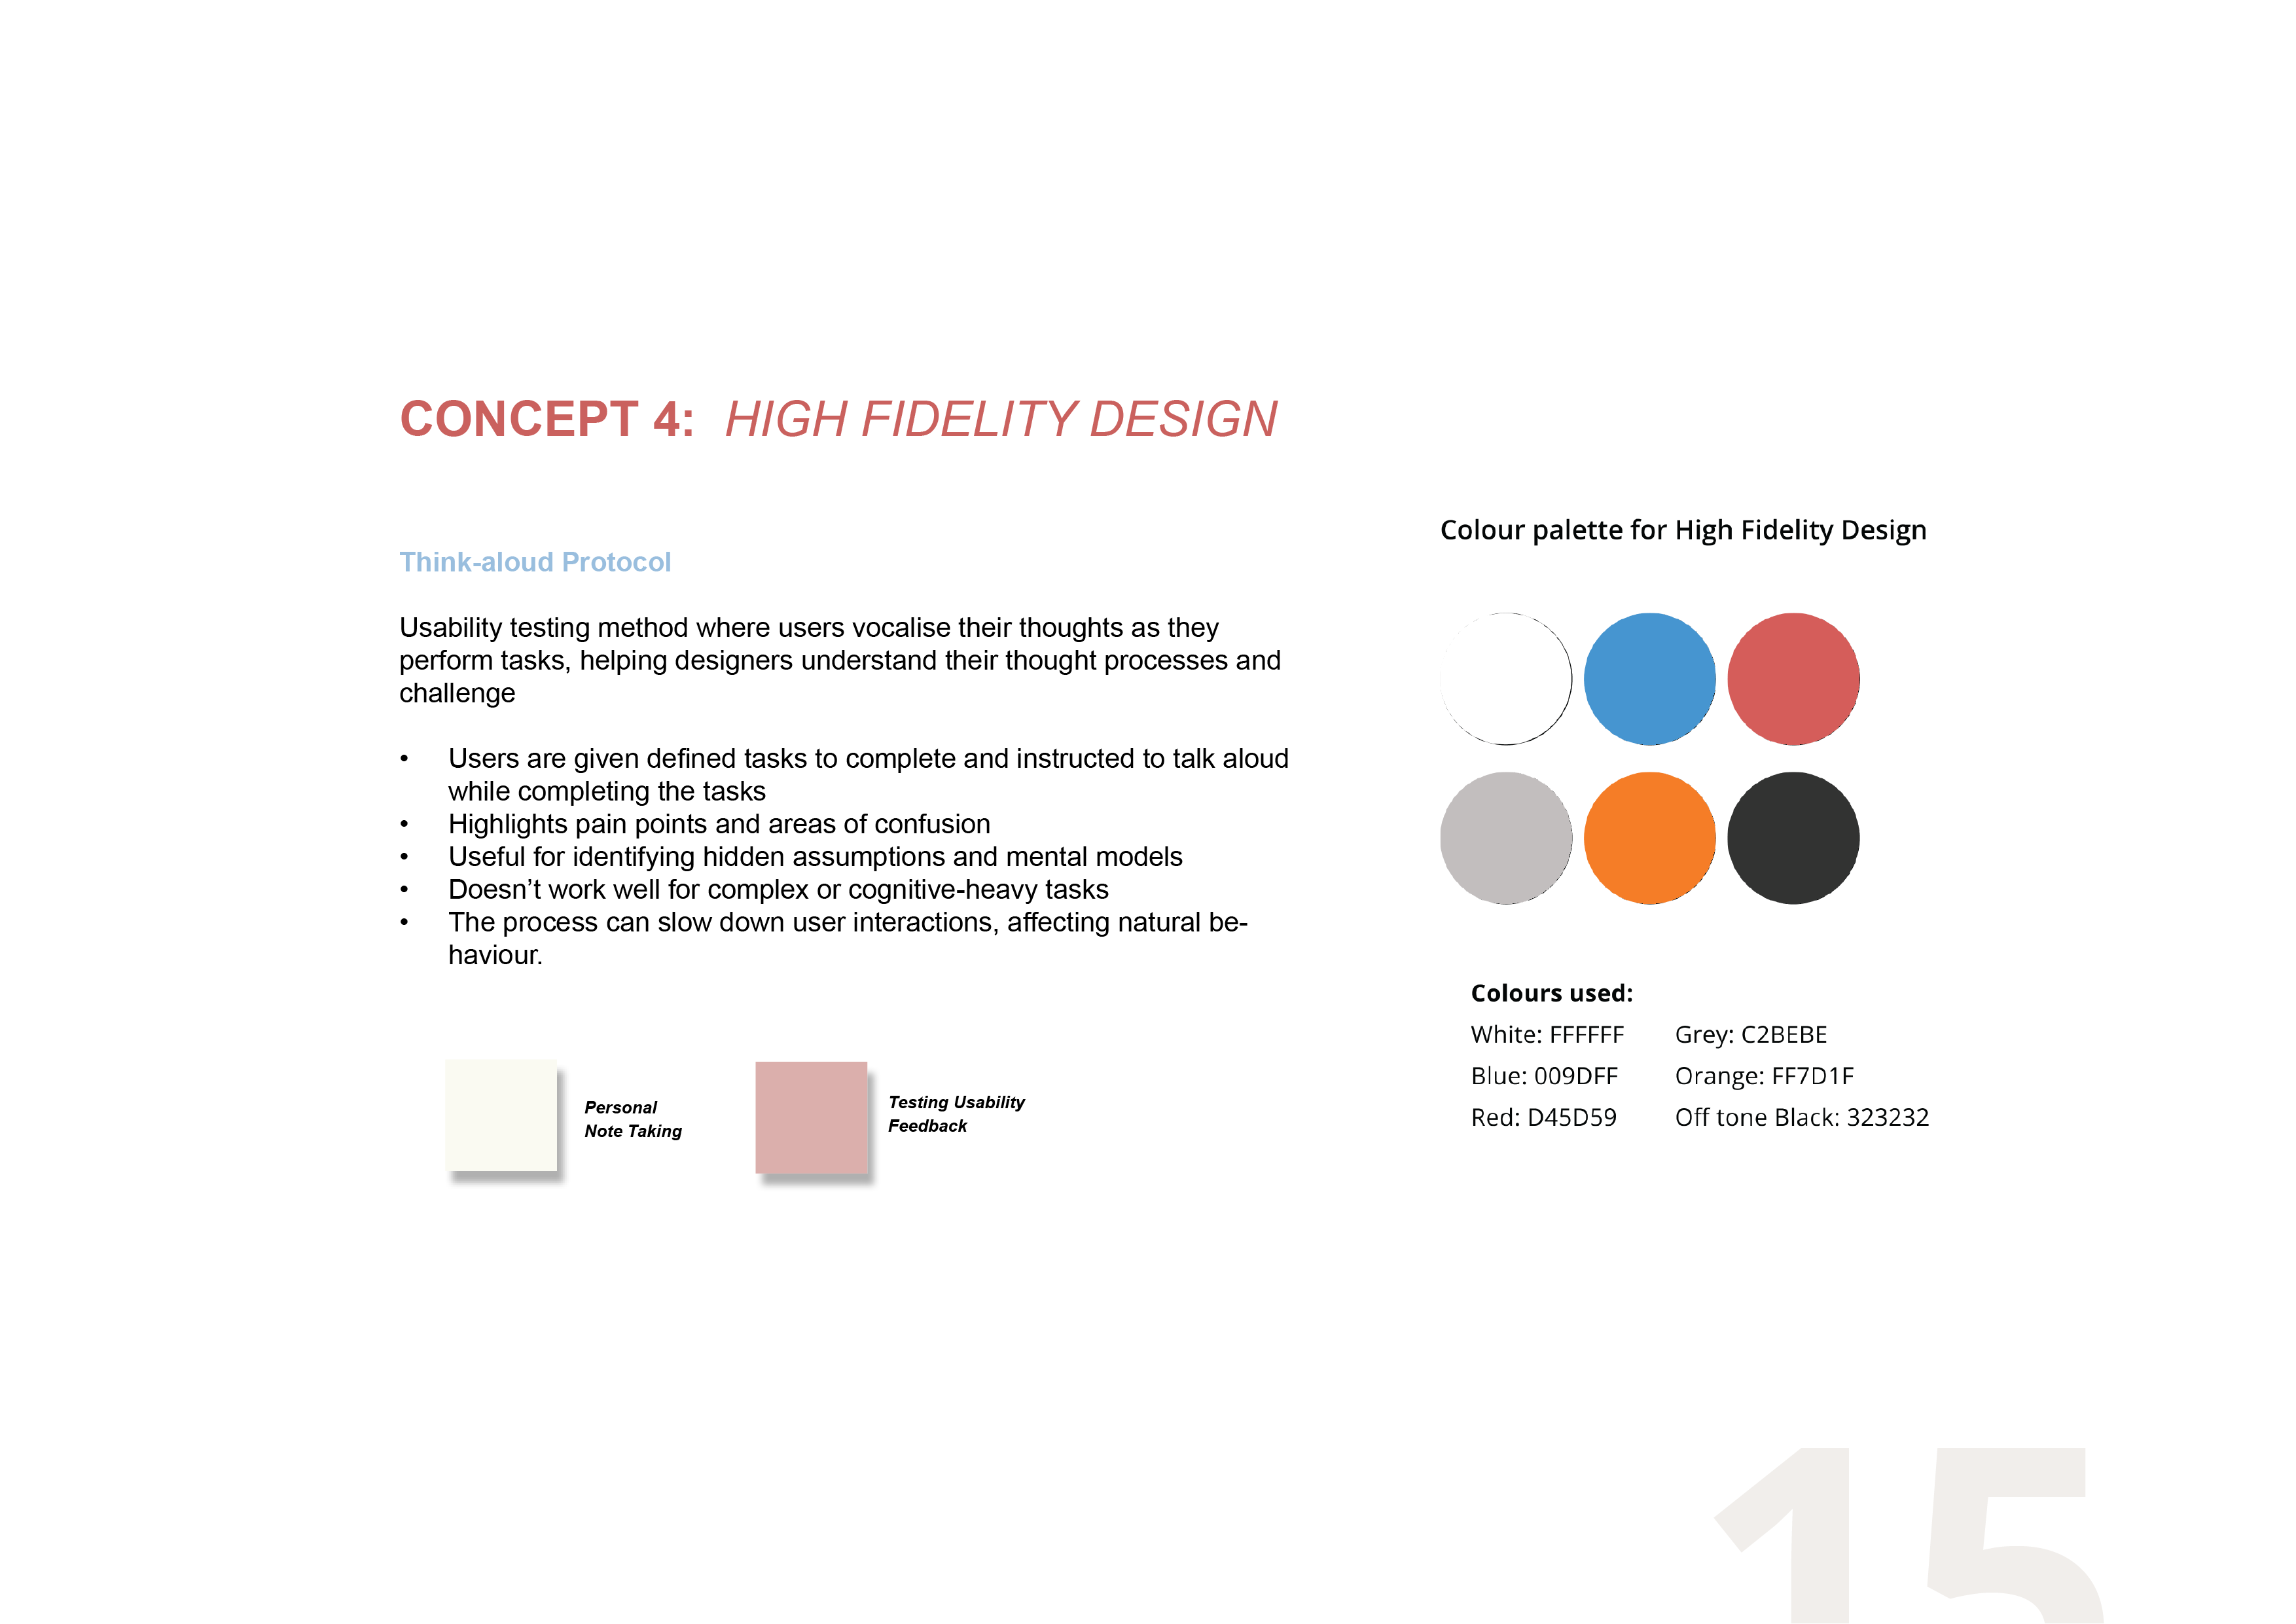 CONCEPT 4: HIGH FIDELITY DESIGN
Think-aloud Protocol
Usability testing method where users vocalise their thoughts as they
perform tasks, helping designers understand their thought processes and
challenge
• Users are given defined tasks to complete and instructed to talk aloud
while completing the tasks
• Highlights pain points and areas of confusion
• Useful for identifying hidden assumptions and mental models
• Doesn’t work well for complex or cognitive-heavy tasks
• The process can slow down user interactions, affecting natural be-
haviour.
Personal
Note Taking
Testing Usability
Feedback
Colour palette for High Fidelity Design
Colours used:
White: FFFFFF
Blue: 009DFF
Red: D45D59
Grey: C2BEBE
Orange: FF7D1F
Off tone Black: 323232
15